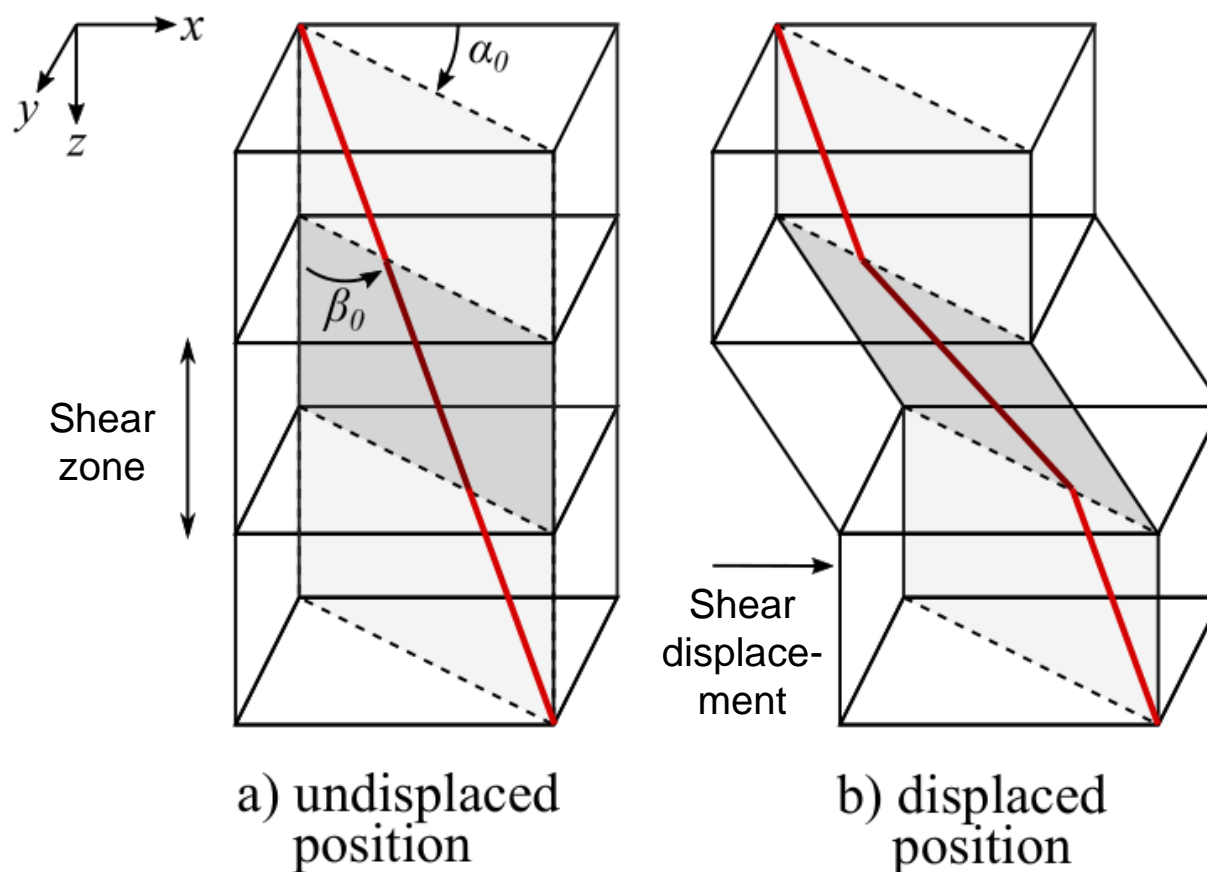 x
y
z
α₀
β₀
Shear
zone
Shear
displace-
ment
a) undisplaced
position
b) displaced
position